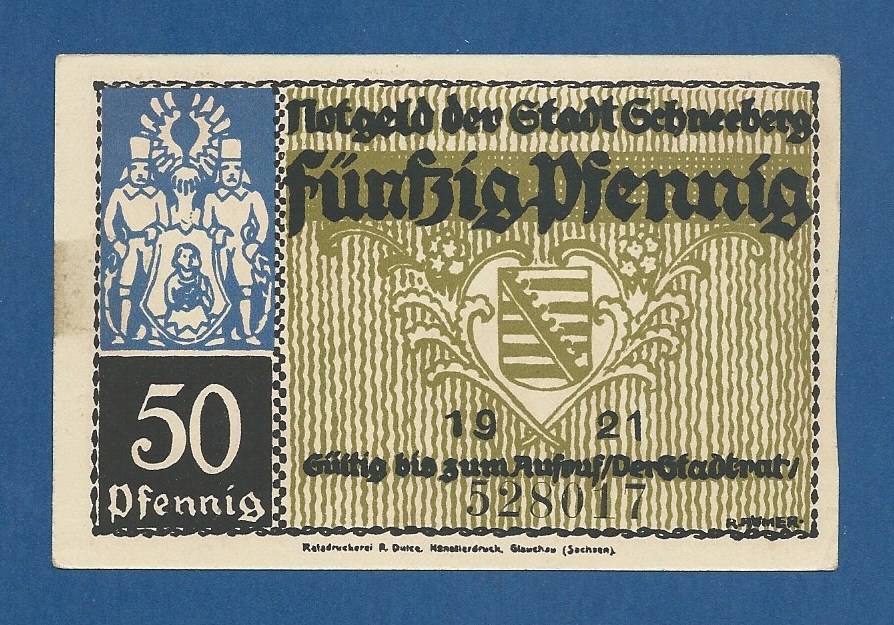 Notgeld der Stadt Schneeberg
Fünfzig Pfennig
50
Pfennig
19 21
Gültig bis zum Aufruf/Der Stadtrat/
528017
Ratsdruckerei R. Dulce, Künstlerdruck, Glauchau (Sachsen).